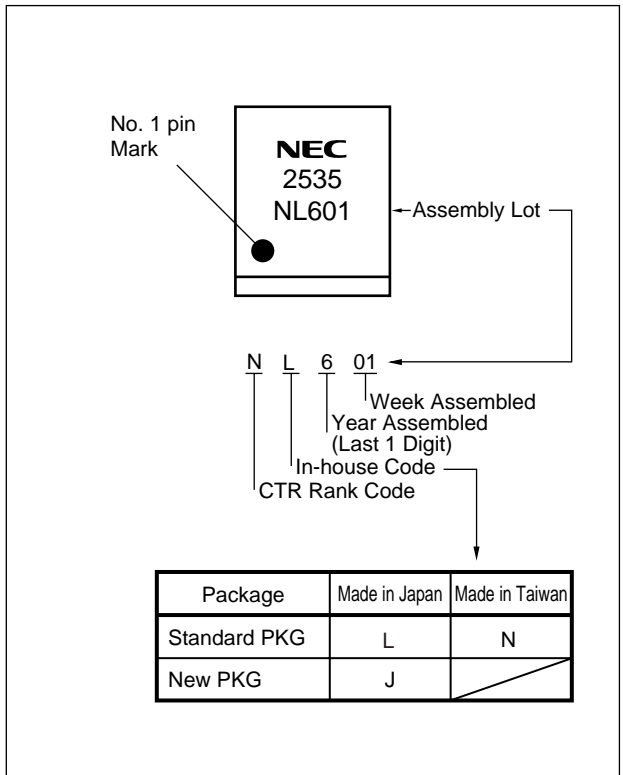 No. 1 pin
Mark
NEC
2535
NL601
Assembly Lot
N L 6 01
Week Assembled
Year Assembled
(Last 1 Digit)
In-house Code
CTR Rank Code
Package Made in Japan Made in Taiwan
Standard PKG L N
New PKG J